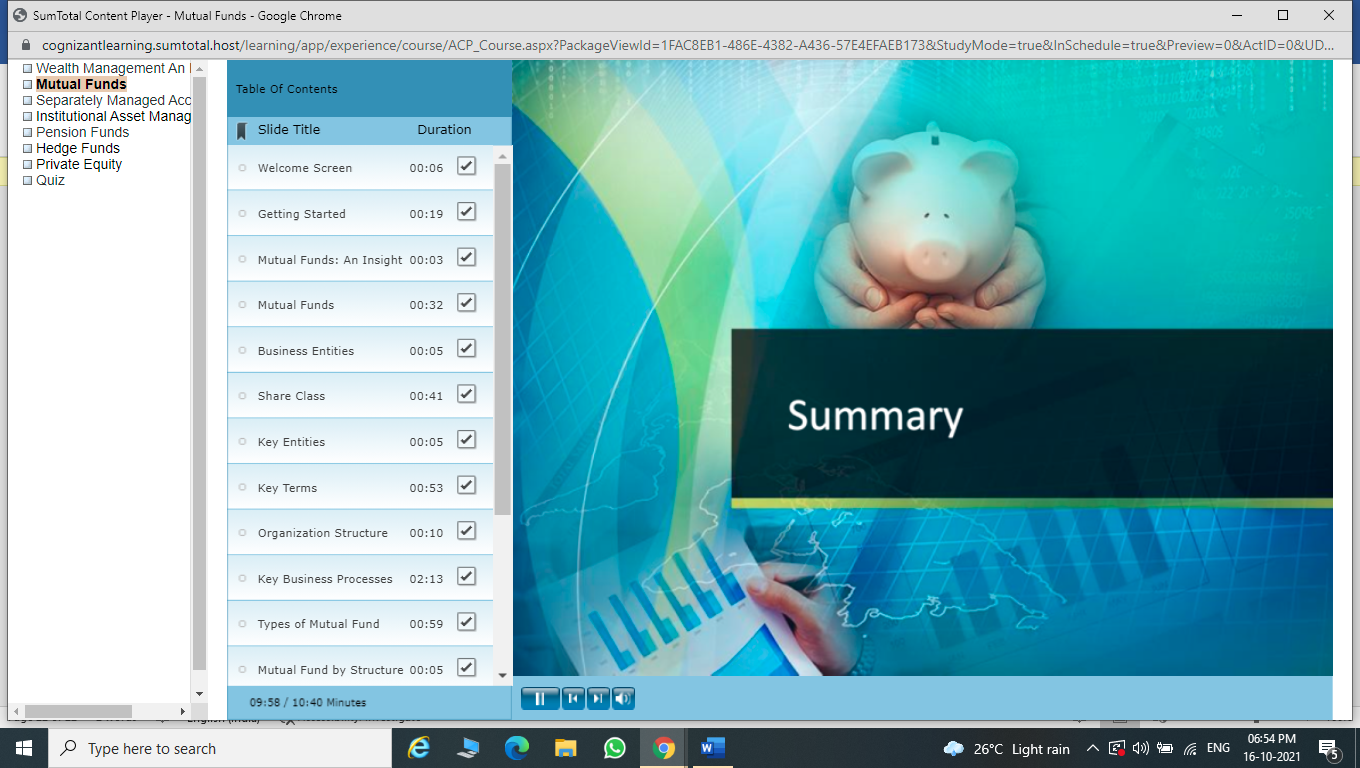 SumTotal Content Player - Mutual Funds - Google Chrome
cognizantlearning.sumtotal.host/learning/app/experience/course/ACP_Course.aspx?PackageViewId=1FAC8EB1-486E-4382-A436-57E4EFAEB173&StudyMode=true&InSchedule=true&Preview=0&ActID=0&UD...
Wealth Management An
Mutual Funds
Separately Managed Acc
Institutional Asset Manag
Pension Funds
Hedge Funds
Private Equity
Quiz
Table Of Contents
Slide Title Duration
Welcome Screen 00:06
Getting Started 00:19
Mutual Funds: An Insight 00:03
Mutual Funds 00:32
Business Entities 00:05
Share Class 00:41
Key Entities 00:05
Key Terms 00:53
Organization Structure 00:10
Key Business Processes 02:13
Types of Mutual Fund 00:59
Mutual Fund by Structure 00:05
09:58 / 10:40 Minutes
Summary
Type here to search
26°C Light rain
ENG
06:54 PM
16-10-2021
5